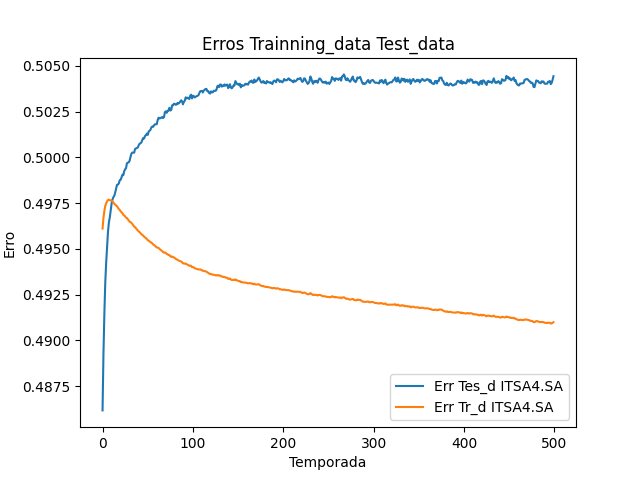 Erros Trainning_data Test_data
0.5050
0.5025
0.5000
0.4975
0.4950
0.4925
0.4900
0.4875
Erro
0 100 200 300 400 500
Temporada
Err Tes_d ITSA4.SA
Err Tr_d ITSA4.SA